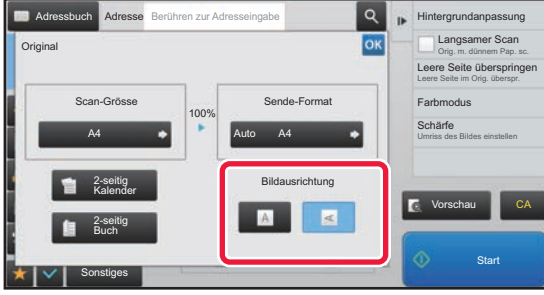 Adressbuch
Adresse
Berühren zur Adresseingabe
Original
OK
Scan-Grösse
A4
100%
Sende-Format
Auto A4
2-seitig
Kalender
2-seitig
Buch
Bildausrichtung
A
A
Sonstiges
Hintergrundanpassung
Langsamer Scan
Orig. m. dünnem Pap. sc.
Leere Seite überspringen
Leere Seite im Orig. überspr.
Farbmodus
Schärfe
Umriss des Bildes einstellen
Vorschau
CA
Start